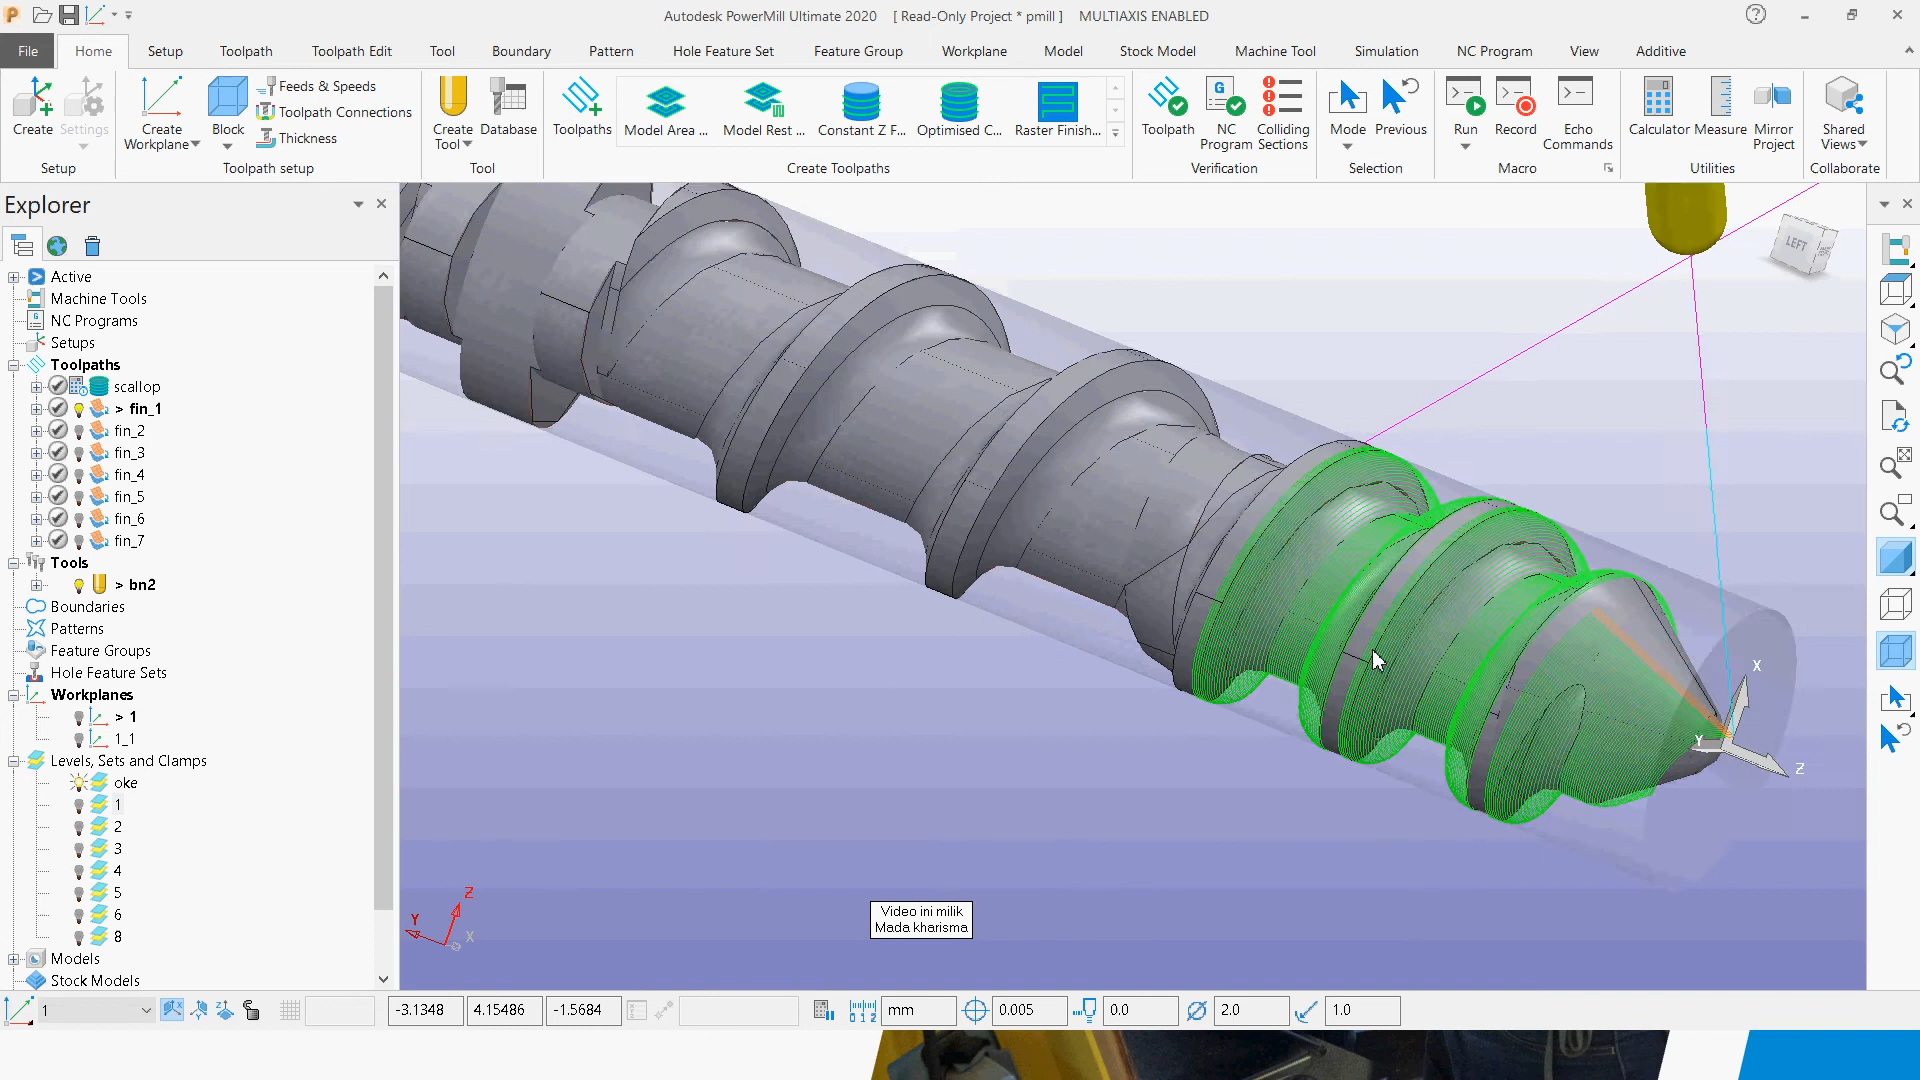 Autodesk PowerMill Ultimate 2020 [ Read-Only Project * pmill ] MULTIAXIS ENABLED
File Home Setup Toolpath Toolpath Edit Tool Boundary Pattern Hole Feature Set Feature Group Workplane Model Stock Model Machine Tool Simulation NC Program View Additive
Create
Settings
Setup
Create
Workplane
Block
Feeds & Speeds
Toolpath Connections
Thickness
Toolpath setup
Create
Tool
Database
Tool
Toolpaths
Model Area ...
Model Rest ...
Constant Z F...
Optimised C...
Raster Finish...
Create Toolpaths
Toolpath
NC
Program
Colliding
Sections
Verification
Mode
Previous
Selection
Run
Record
Echo
Commands
Macro
Calculator
Measure
Mirror
Project
Utilities
Shared
Views
Collaborate
Explorer
Active
Machine Tools
NC Programs
Setups
Toolpaths
scallop
> fin_1
fin_2
fin_3
fin_4
fin_5
fin_6
fin_7
Tools
> bn2
Boundaries
Patterns
Feature Groups
Hole Feature Sets
Workplanes
> 1
1_1
Levels, Sets and Clamps
oke
1
2
3
4
5
6
8
Models
Stock Models
LEFT
X
Y
Z
Z
Y
X
Video ini milik
Mada kharisma
1 -3.1348 4.15486 -1.5684 mm 0.005 0.0 2.0 1.0